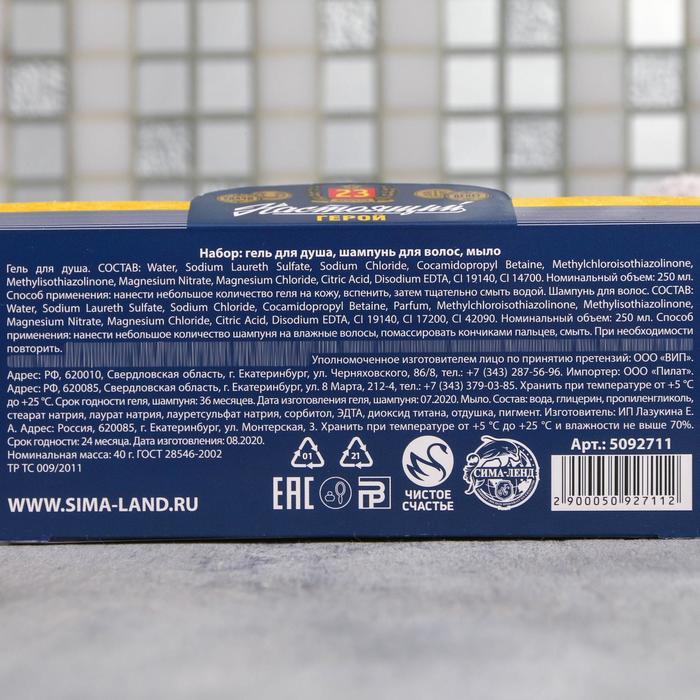 23
Настоящий
ГЕРОЙ
Набор: гель для душа, шампунь для волос, мыло
Гель для душа. СОСТАВ: Water, Sodium Laureth Sulfate, Sodium Chloride, Cocamidopropyl Betaine, Methylchloroisothiazolinone,
Methylisothiazolinone, Magnesium Nitrate, Magnesium Chloride, Citric Acid, Disodium EDTA, CI 19140, CI 14700. Номинальный объем: 250 мл.
Способ применения: нанести небольшое количество геля на кожу, вспенить, затем тщательно смыть водой. Шампунь для волос. СОСТАВ:
Water, Sodium Laureth Sulfate, Sodium Chloride, Cocamidopropyl Betaine, Parfum, Methylchloroisothiazolinone, Methylisothiazolinone,
Magnesium Nitrate, Magnesium Chloride, Citric Acid, Disodium EDTA, CI 19140, CI 17200, CI 42090. Номинальный объем: 250 мл. Способ
применения: нанести небольшое количество шампуня на влажные волосы, помассировать кончиками пальцев, смыть. При необходимости
повторить.
Уполномоченное изготовителем лицо по принятию претензий: ООО «ВИП».
Адрес: РФ, 620010, Свердловская область, г. Екатеринбург, ул. Черняховского, 86/8, тел.: +7 (343) 287-56-96. Импортер: ООО «Пилат».
Адрес: РФ, 620085, Свердловская область, г. Екатеринбург, ул. 8 Марта, 212-4, тел.: +7 (343) 379-03-85. Хранить при температуре от +5 °С
до +25 °С. Срок годности геля, шампуня: 36 месяцев. Дата изготовления геля, шампуня: 07.2020. Мыло. Состав: вода, глицерин, пропиленгликоль,
стеарат натрия, лаурат натрия, лауретсульфат натрия, сорбитол, ЭДТА, диоксид титана, отдушка, пигмент. Изготовитель: ИП Лазукина Е.
А. Адрес: Россия, 620085, г. Екатеринбург, ул. Монтерская, 3. Хранить при температуре от +5 °С до +25 °С и влажности не выше 70%.
Срок годности: 24 месяца. Дата изготовления: 08.2020.
Номинальная масса: 40 г. ГОСТ 28546-2002
ТР ТС 009/2011
01
21
EAC
ЧИСТОЕ
СЧАСТЬЕ
СИМА-ЛЕНД
Арт.: 5092711
2 900050 927112
WWW.SIMA-LAND.RU